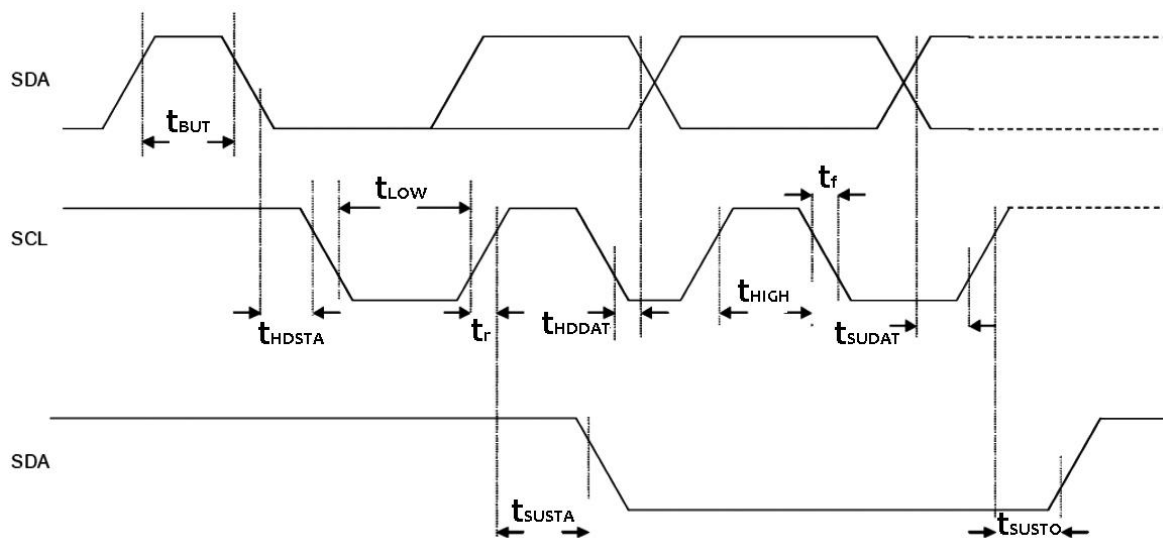 SDA
tBUT
tLOW
tf
SCL
tHDSTA
tr
tHDDAT
tHIGH
tSUDAT
SDA
tSUSTA
tSUSTO